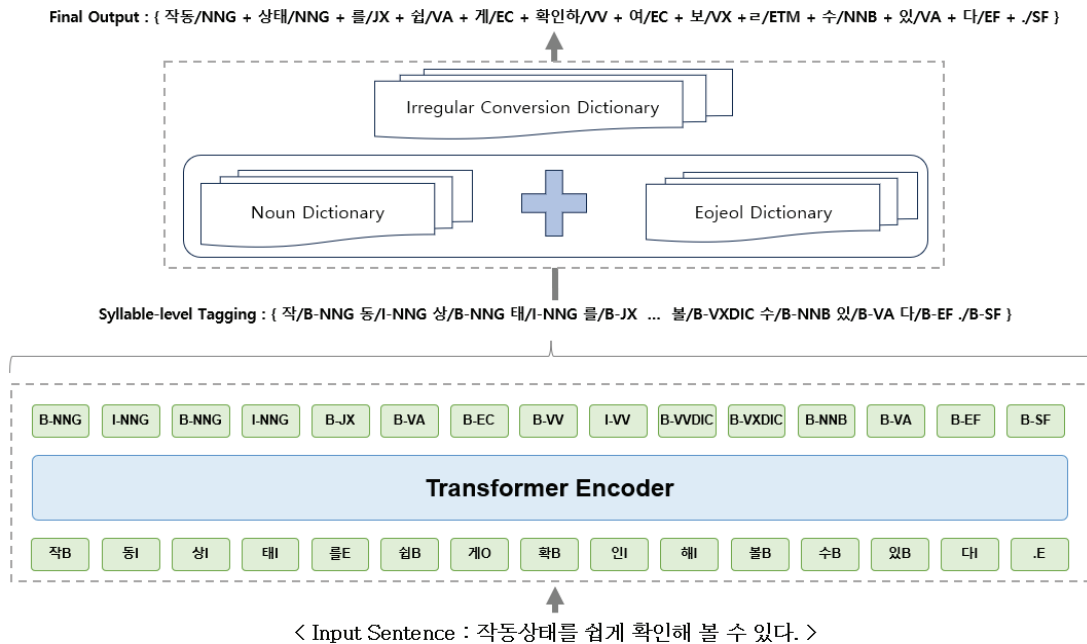 Final Output : { 작동/NNG + 상태/NNG + 를/JX + 쉽/VA + 게/EC + 확인하/VV + 여/EC + 보/VX +ㄹ/ETM + 수/NNB + 있/VA + 다/EF + ./SF }
Irregular Conversion Dictionary
Noun Dictionary
Eojeol Dictionary
Syllable-level Tagging : { 작/B-NNG 동/I-NNG 상/B-NNG 태/I-NNG 를/B-JX ... 볼/B-VXDIC 수/B-NNB 있/B-VA 다/B-EF ./B-SF }
B-NNG I-NNG B-NNG I-NNG B-JX B-VA B-EC B-VV I-VV B-VVDIC B-VXDIC B-NNB B-VA B-EF B-SF
Transformer Encoder
작B 동I 상I 태I 를E 쉽B 게O 확B 인I 해I 볼B 수B 있B 다I .E
< Input Sentence : 작동상태를 쉽게 확인해 볼 수 있다. >